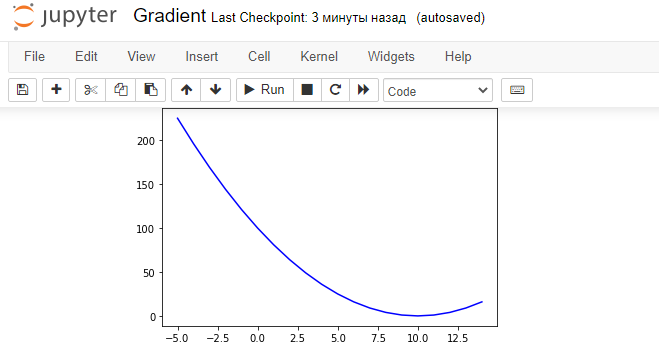 jupyter Gradient Last Checkpoint: 3 минуты назад (autosaved)
File Edit View Insert Cell Kernel Widgets Help
Run Code
200
150
100
50
0
−5.0 −2.5 0.0 2.5 5.0 7.5 10.0 12.5